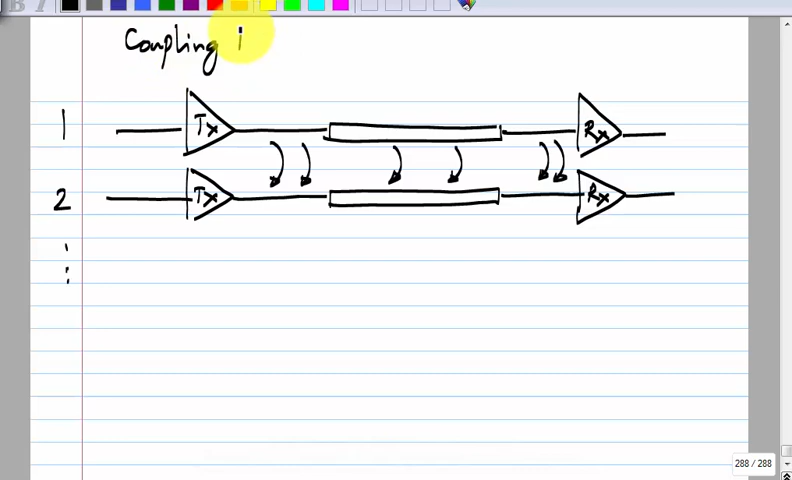 Coupling i
1 Tx Rx
2 Tx Rx
⋮
288 / 288